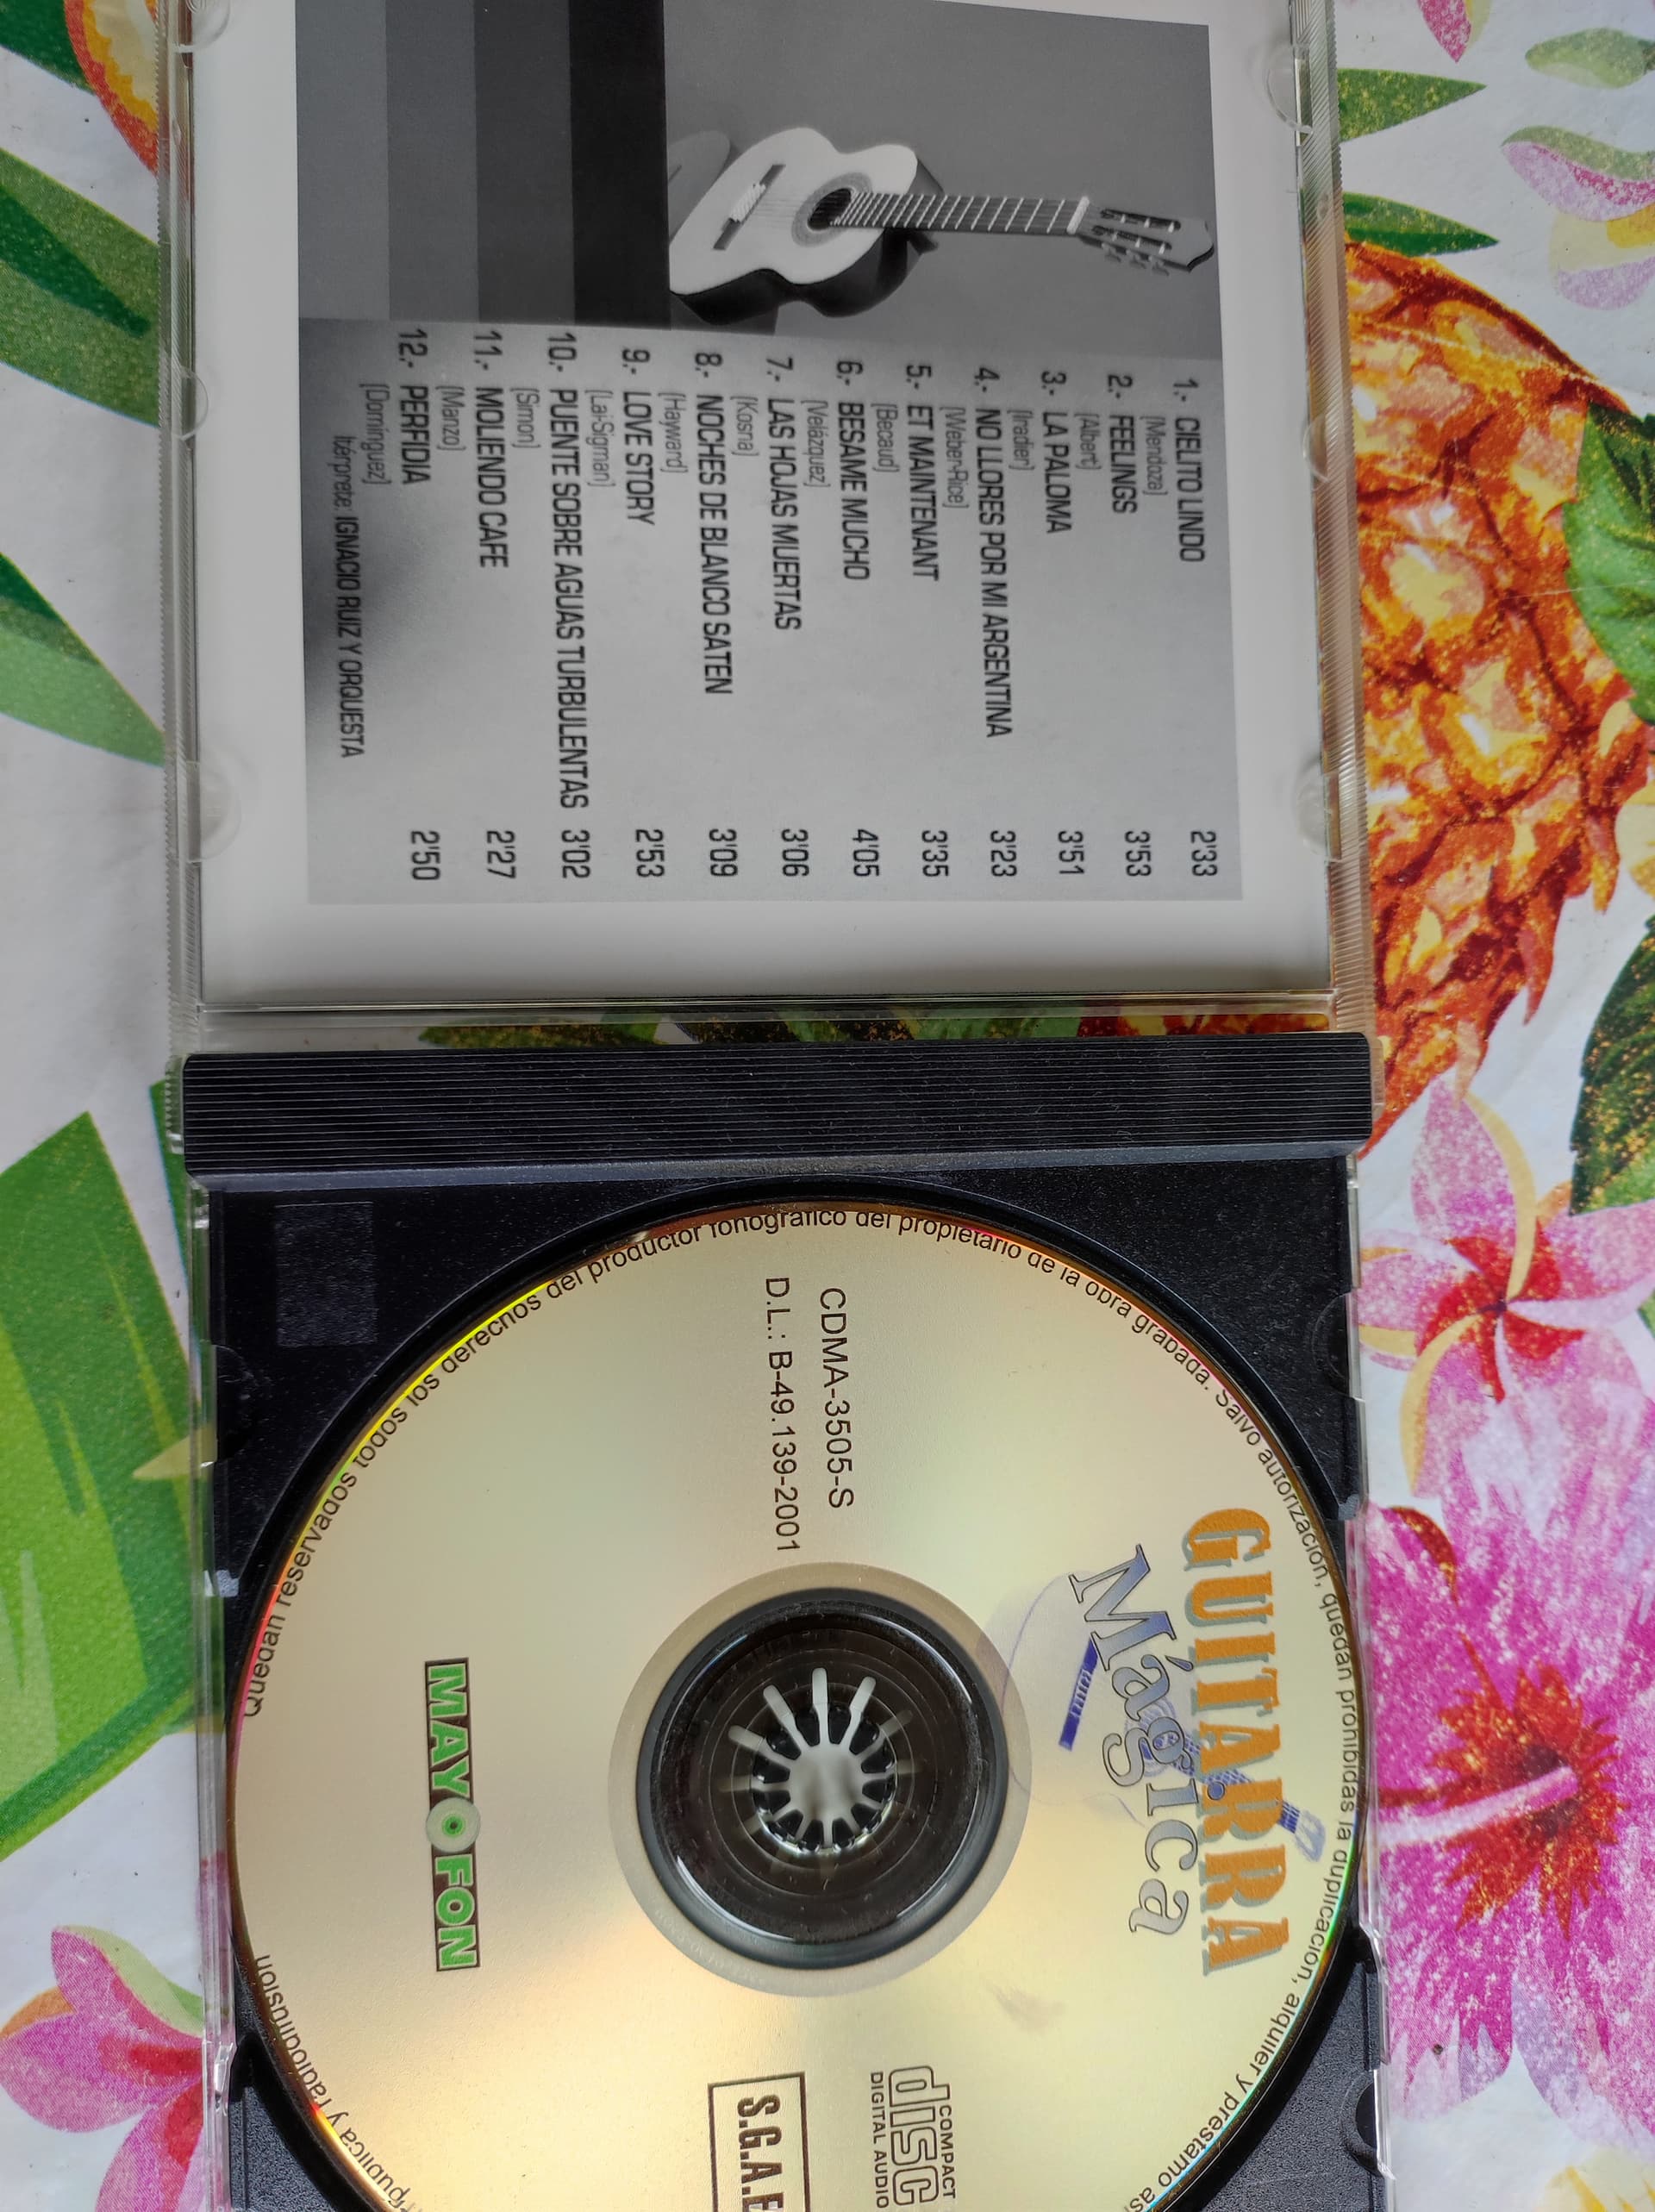 1.- CIELITO LINDO 2'33
(Mendoza)
2.- FEELINGS 3'53
(Albert)
3.- LA PALOMA 3'51
(Iradier)
4.- NO LLORES POR MI ARGENTINA 3'23
(Weber-Rice)
5.- ET MAINTENANT 3'35
(Becaud)
6.- BESAME MUCHO 4'05
(Velázquez)
7.- LAS HOJAS MUERTAS 3'06
(Kosna)
8.- NOCHES DE BLANCO SATEN 3'09
(Hayward)
9.- LOVE STORY 2'53
(Lai-Sigman)
10.- PUENTE SOBRE AGUAS TURBULENTAS 3'02
(Simon)
11.- MOLIENDO CAFE 2'27
(Manzo)
12.- PERFIDIA 2'50
(Domínguez)
Itérprete: IGNACIO RUIZ Y ORQUESTA
GUITARRA
Mágica
CDMA-3505-S
D.L.: B-49.139-2001
COMPACT
disc
DIGITAL AUDIO
S.G.A.E
MAYOFON
Quedan reservados todos los derechos del productor fonográfico del propietario de la obra grabada. Salvo autorización, quedan prohibidas la duplicación, alquiler y préstamo
pública y radiodifusión